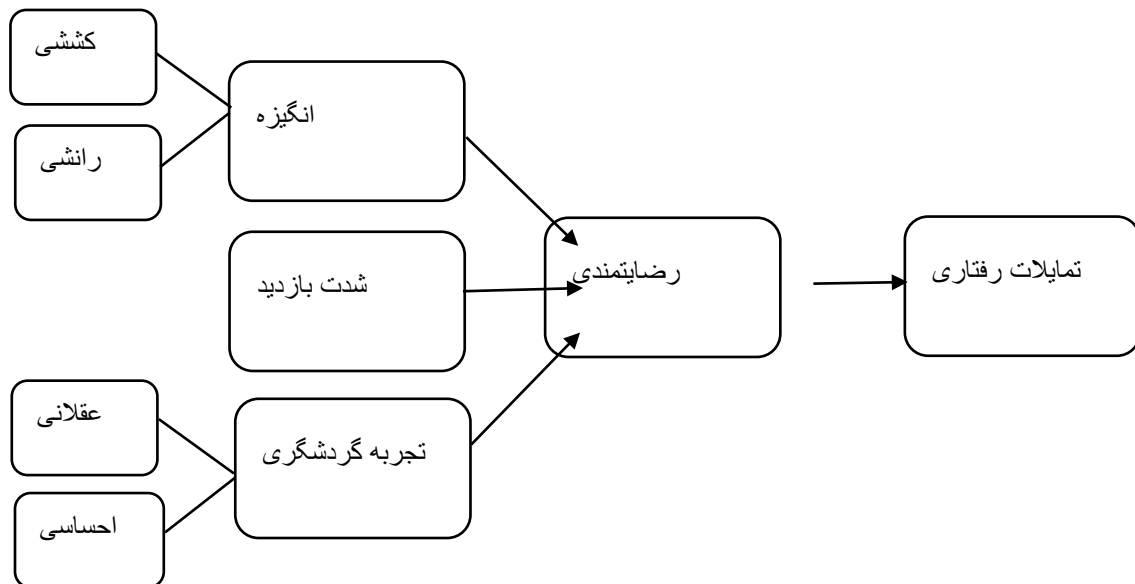 کششی
رانشی
انگیزه
شدت بازدید
رضایتمندی
تمایلات رفتاری
عقلانی
احساسی
تجربه گردشگری